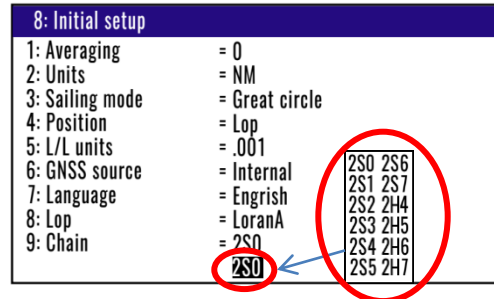 8: Initial setup
1: Averaging = 0
2: Units = NM
3: Sailing mode = Great circle
4: Position = Lop
5: L/L units = .001
6: GNSS source = Internal
7: Language = Engrish
8: Lop = LoranA
9: Chain = 2S0
2S0
2S0 2S6
2S1 2S7
2S2 2H4
2S3 2H5
2S4 2H6
2S5 2H7